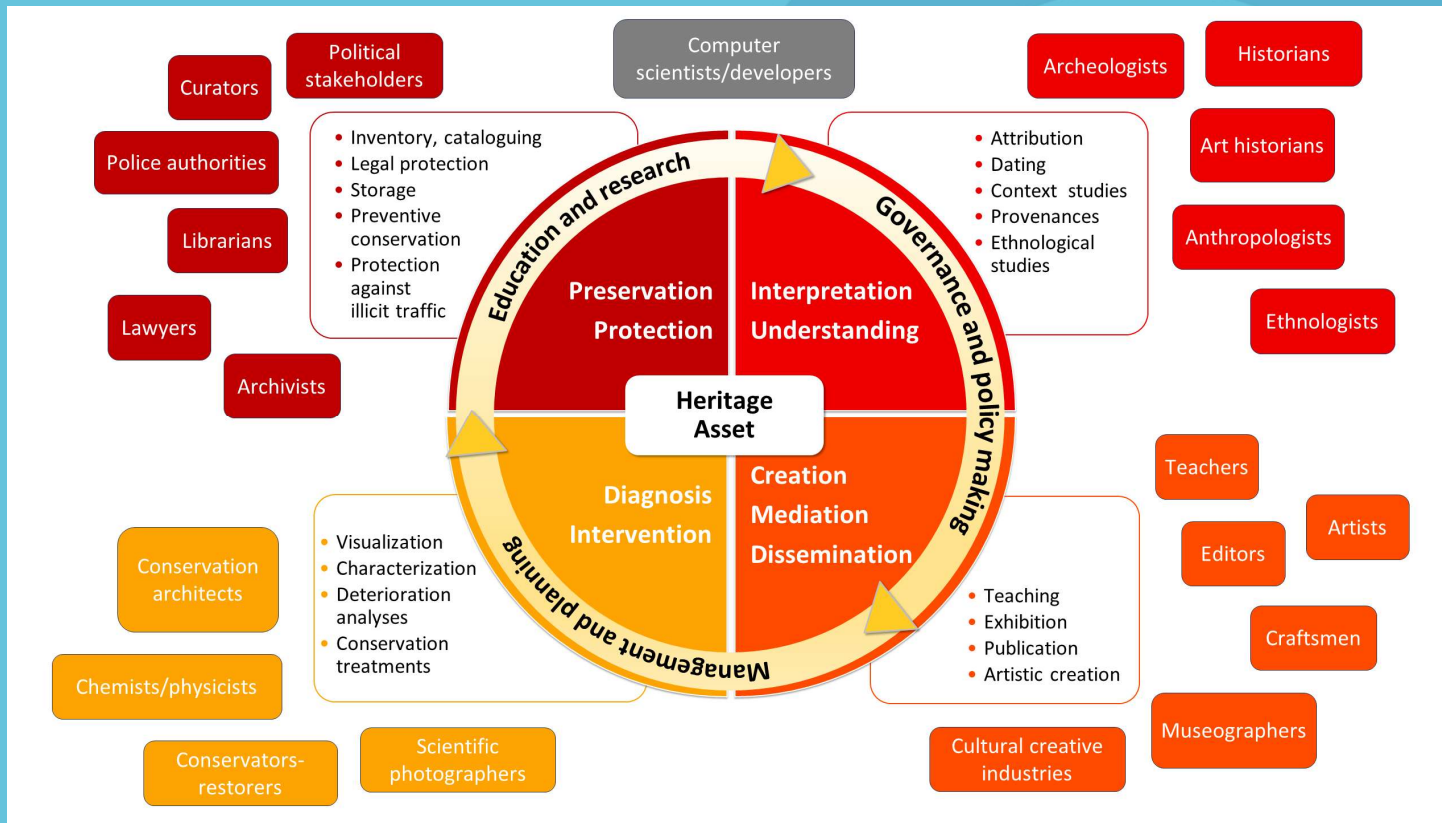 Political
stakeholders
Curators
Police authorities
Librarians
Lawyers
Archivists
• Inventory, cataloguing
• Legal protection
• Storage
• Preventive
conservation
• Protection
against
illicit traffic
Computer
scientists/developers
Archeologists
Historians
Art historians
Anthropologists
Ethnologists
• Attribution
• Dating
• Context studies
• Provenances
• Ethnological
studies
Education and research
Governance and policy making
Management and planning
Preservation
Protection
Interpretation
Understanding
Heritage
Asset
Diagnosis
Intervention
Creation
Mediation
Dissemination
• Visualization
• Characterization
• Deterioration
analyses
• Conservation
treatments
Conservation
architects
Chemists/physicists
Conservators-
restorers
Scientific
photographers
• Teaching
• Exhibition
• Publication
• Artistic creation
Teachers
Artists
Editors
Craftsmen
Museographers
Cultural creative
industries